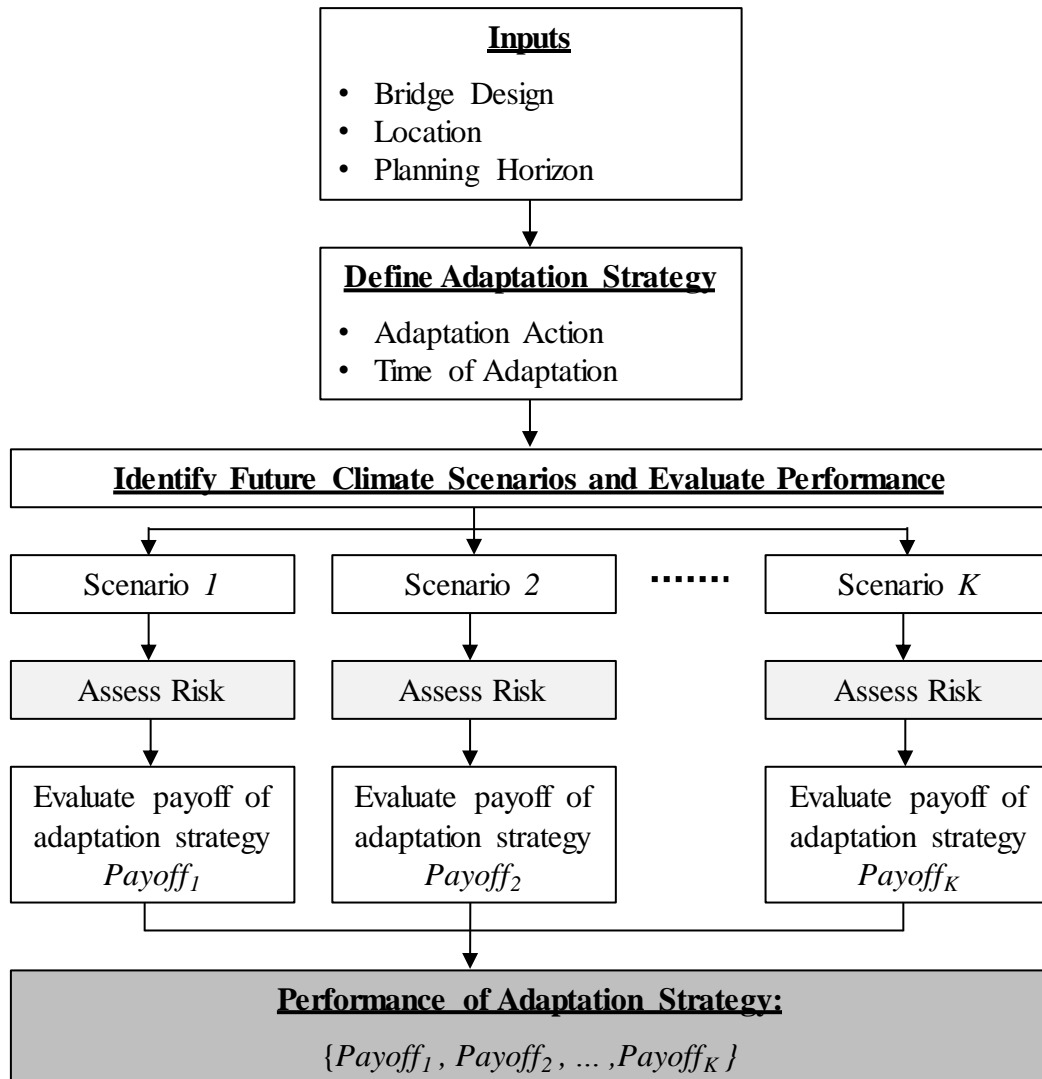 Inputs
• Bridge Design
• Location
• Planning Horizon
Define Adaptation Strategy
• Adaptation Action
• Time of Adaptation
Identify Future Climate Scenarios and Evaluate Performance
Scenario 1
Scenario 2
.......
Scenario K
Assess Risk
Assess Risk
Assess Risk
Evaluate payoff of
adaptation strategy
Payoff₁
Evaluate payoff of
adaptation strategy
Payoff₂
Evaluate payoff of
adaptation strategy
Payoff_K
Performance of Adaptation Strategy:
{Payoff₁ , Payoff₂ , ... ,Payoff_K }